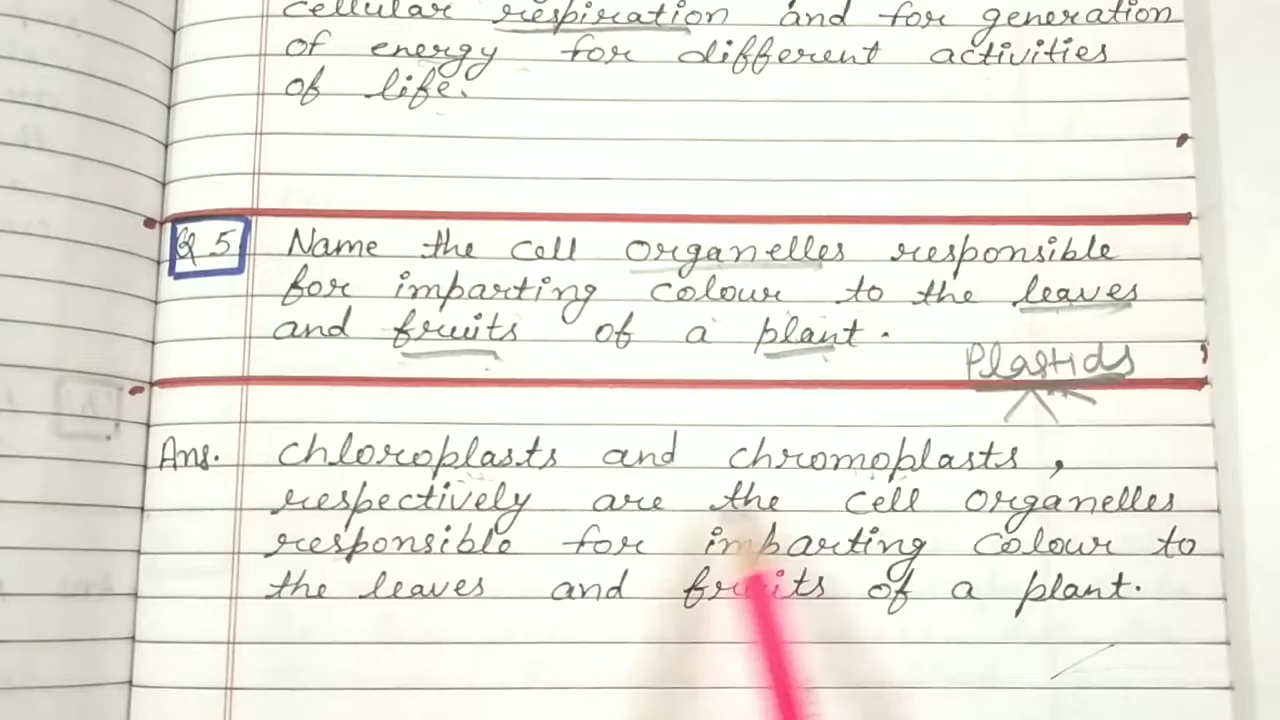 cellular respiration and for generation
of energy for different activities
of life.
Q 5 Name the cell organelles responsible
for imparting colour to the leaves
and fruits of a plant.
Plastids
Ans. chloroplasts and chromoplasts,
respectively are the cell organelles
responsible for imparting colour to
the leaves and fruits of a plant.